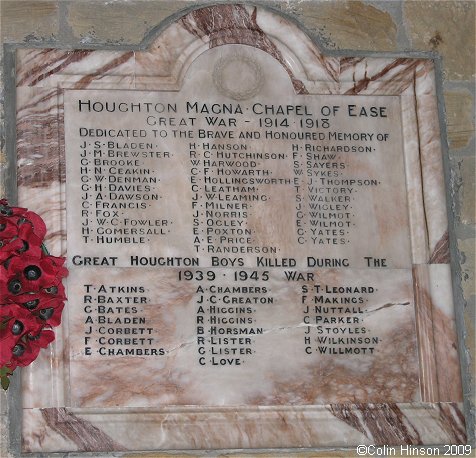 HOUGHTON MAGNA · CHAPEL OF EASE
GREAT WAR - 1914 · 1918
DEDICATED TO THE BRAVE AND HONOURED MEMORY OF
J · S · BLADEN ·
J · M · BREWSTER ·
G · BROOKE ·
H · N · CEAKIN ·
G · W · DENMAN ·
G · H · DAVIES ·
J · A · DAWSON ·
C · FRANCIS ·
R · FOX ·
J · W · C · FOWLER ·
H · GOMERSALL ·
T · HUMBLE ·
H · HANSON ·
R · C · HUTCHINSON ·
W · HARWOOD ·
C · F · HOWARTH ·
E · HOLLINGSWORTH ·
C · LEATHAM ·
J · W · LEAMING ·
F · MILNER ·
J · NORRIS ·
S · OGLEY ·
E · POXTON ·
A · E · PRICE ·
T · RANDERSON ·
H · RICHARDSON ·
F · SHAW ·
S · SAYERS ·
W · SYKES ·
E · J · THOMPSON ·
T · VICTORY ·
S · WALKER ·
J · WIGLEY ·
G · WILMOT ·
E · WILMOT ·
C · YATES ·
C · YATES ·
GREAT HOUGHTON BOYS KILLED DURING THE
1939 · 1945 WAR
T · ATKINS ·
R · BAXTER ·
G · BATES ·
A · BLADEN ·
J · CORBETT ·
F · CORBETT ·
E · CHAMBERS ·
A · CHAMBERS ·
J · C · GREATON ·
A · HIGGINS ·
R · HIGGINS ·
B · HORSMAN ·
R · LISTER ·
G · LISTER ·
C · LOVE ·
S · T · LEONARD ·
F · MAKINGS ·
J · NUTTALL ·
C · PARKER ·
J · STOYLES ·
H · WILKINSON ·
C · WILLMOTT ·
©Colin Hinson 2009